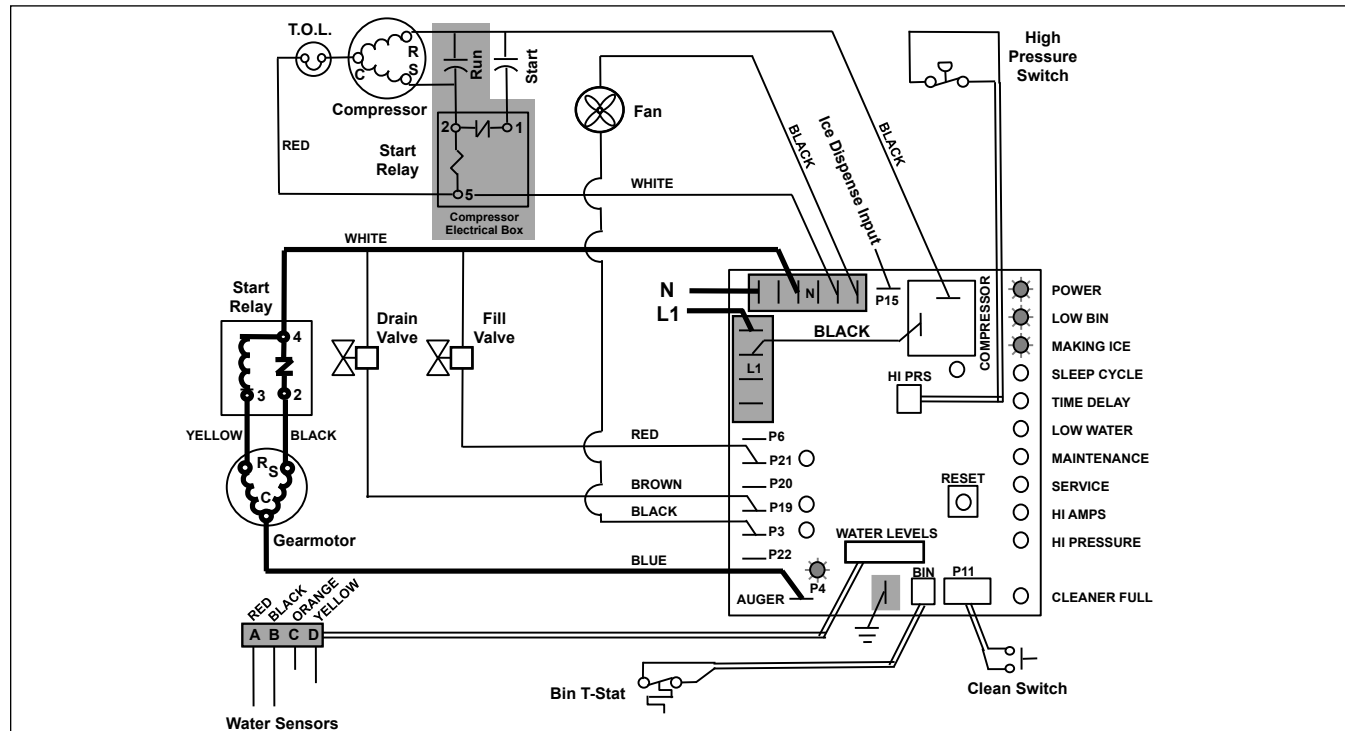 T.O.L.
R
S
C
Compressor
Run
Start
RED
2
1
Start
Relay
5
Compressor
Electrical Box
Fan
High
Pressure
Switch
BLACK
Ice Dispense Input
BLACK
WHITE
WHITE
N
N
P15
L1
L1
BLACK
COMPRESSOR
HI PRS
POWER
LOW BIN
MAKING ICE
SLEEP CYCLE
TIME DELAY
LOW WATER
MAINTENANCE
SERVICE
HI AMPS
HI PRESSURE
CLEANER FULL
Start
Relay
4
3
2
Drain
Valve
Fill
Valve
YELLOW
BLACK
R
S
C
Gearmotor
RED
BROWN
BLACK
BLUE
P6
P21
P20
P19
P3
P22
P4
AUGER
RESET
WATER LEVELS
BIN
P11
RED
BLACK
ORANGE
YELLOW
A B C D
Water Sensors
Bin T-Stat
Clean Switch